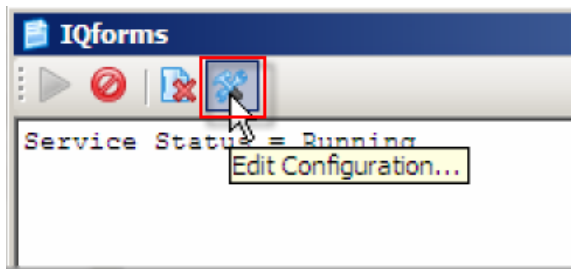 IQforms
Service Status = Running
Edit Configuration...